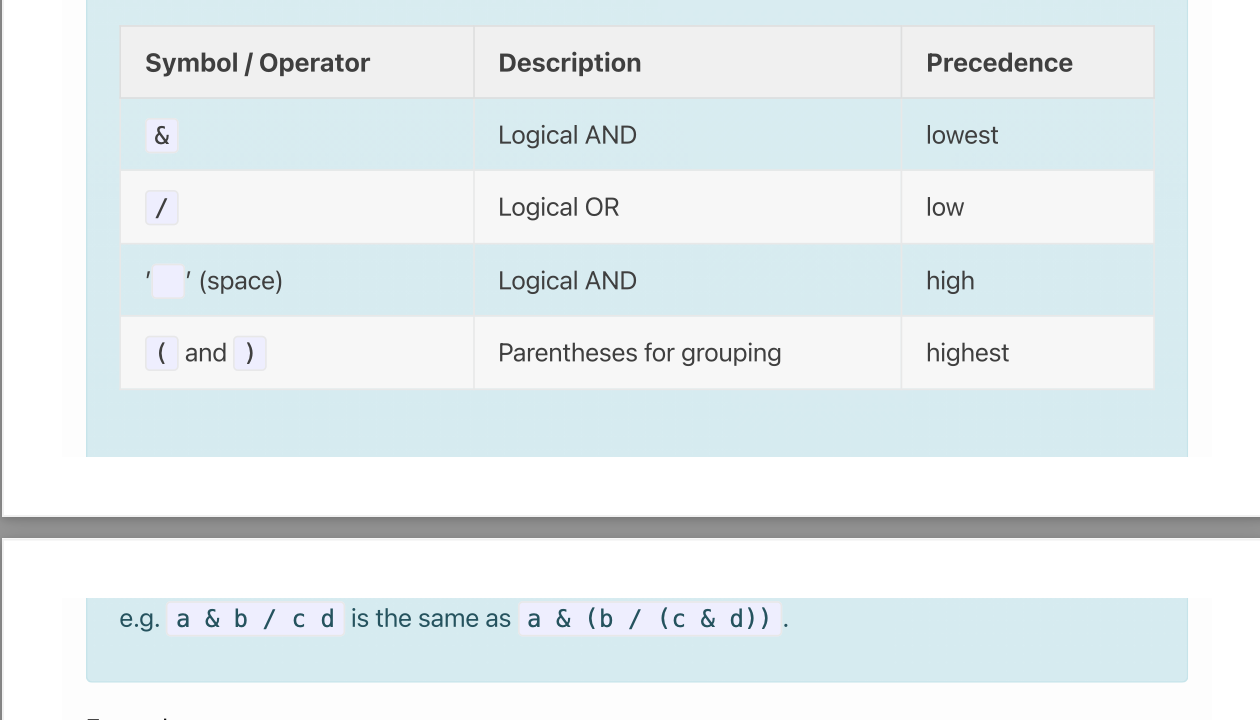 Symbol / Operator Description Precedence
& Logical AND lowest
/ Logical OR low
' ' (space) Logical AND high
( and ) Parentheses for grouping highest
e.g. a & b / c d is the same as a & (b / (c & d)).